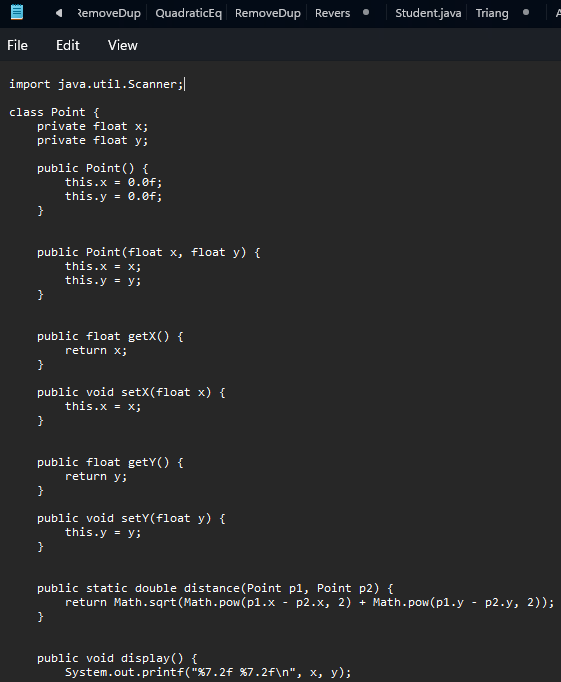 RemoveDup QuadraticEq RemoveDup Revers Student.java Triang
File Edit View
import java.util.Scanner;
class Point {
    private float x;
    private float y;
    public Point() {
        this.x = 0.0f;
        this.y = 0.0f;
    }
    public Point(float x, float y) {
        this.x = x;
        this.y = y;
    }
    public float getX() {
        return x;
    }
    public void setX(float x) {
        this.x = x;
    }
    public float getY() {
        return y;
    }
    public void setY(float y) {
        this.y = y;
    }
    public static double distance(Point p1, Point p2) {
        return Math.sqrt(Math.pow(p1.x - p2.x, 2) + Math.pow(p1.y - p2.y, 2));
    }
    public void display() {
        System.out.printf("%7.2f %7.2f\n", x, y);